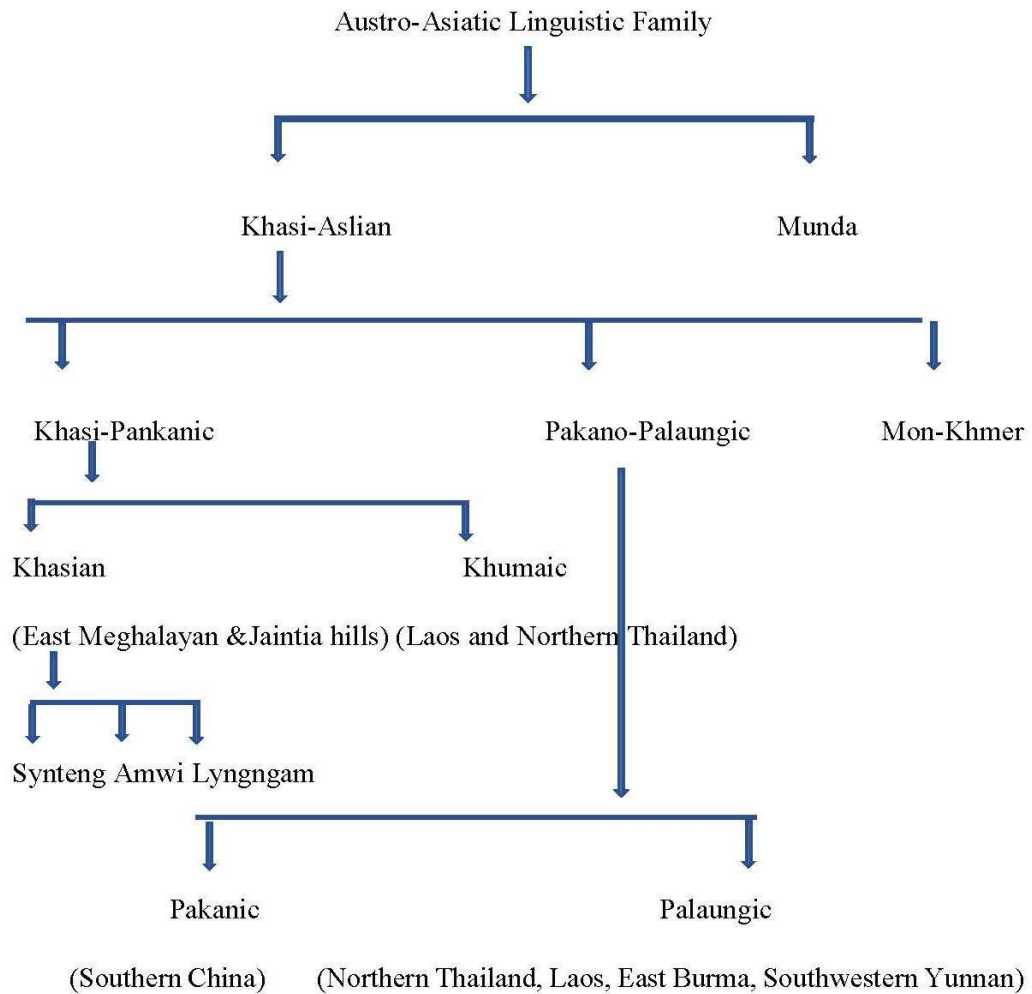 Austro-Asiatic Linguistic Family
Khasi-Aslian Munda
Khasi-Pankanic Pakano-Palaungic Mon-Khmer
Khasian Khumaic
(East Meghalayan &Jaintia hills) (Laos and Northern Thailand)
Synteng Amwi Lyngngam
Pakanic Palaungic
(Southern China) (Northern Thailand, Laos, East Burma, Southwestern Yunnan)